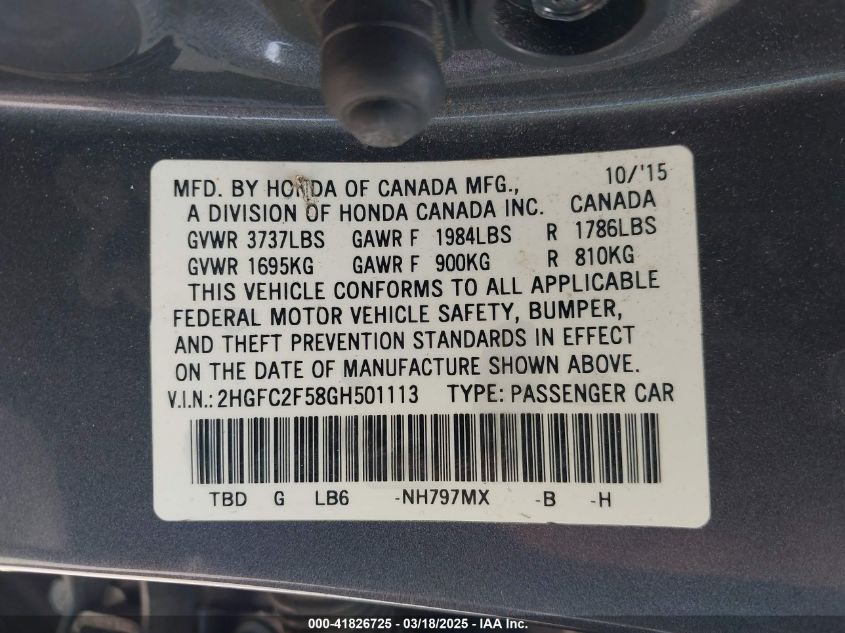 MFD. BY HONDA OF CANADA MFG., 10/'15
A DIVISION OF HONDA CANADA INC. CANADA
GVWR 3737LBS GAWR F 1984LBS R 1786LBS
GVWR 1695KG GAWR F 900KG R 810KG
THIS VEHICLE CONFORMS TO ALL APPLICABLE
FEDERAL MOTOR VEHICLE SAFETY, BUMPER,
AND THEFT PREVENTION STANDARDS IN EFFECT
ON THE DATE OF MANUFACTURE SHOWN ABOVE.
V.I.N.: 2HGFC2F58GH501113 TYPE: PASSENGER CAR
TBD G LB6 -NH797MX -B -H
000-41826725 - 03/18/2025 - IAA Inc.